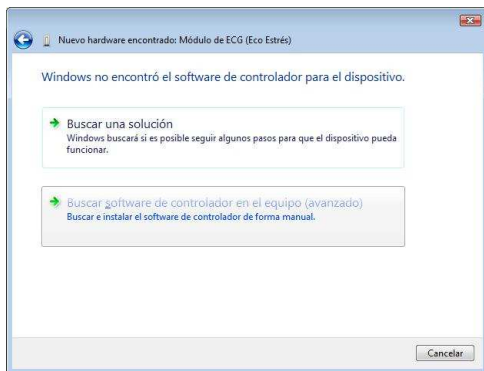 Nuevo hardware encontrado: Módulo de ECG (Eco Estrés)
Windows no encontró el software de controlador para el dispositivo.
Buscar una solución
Windows buscará si es posible seguir algunos pasos para que el dispositivo pueda
funcionar.
Buscar software de controlador en el equipo (avanzado)
Buscar e instalar el software de controlador de forma manual.
Cancelar